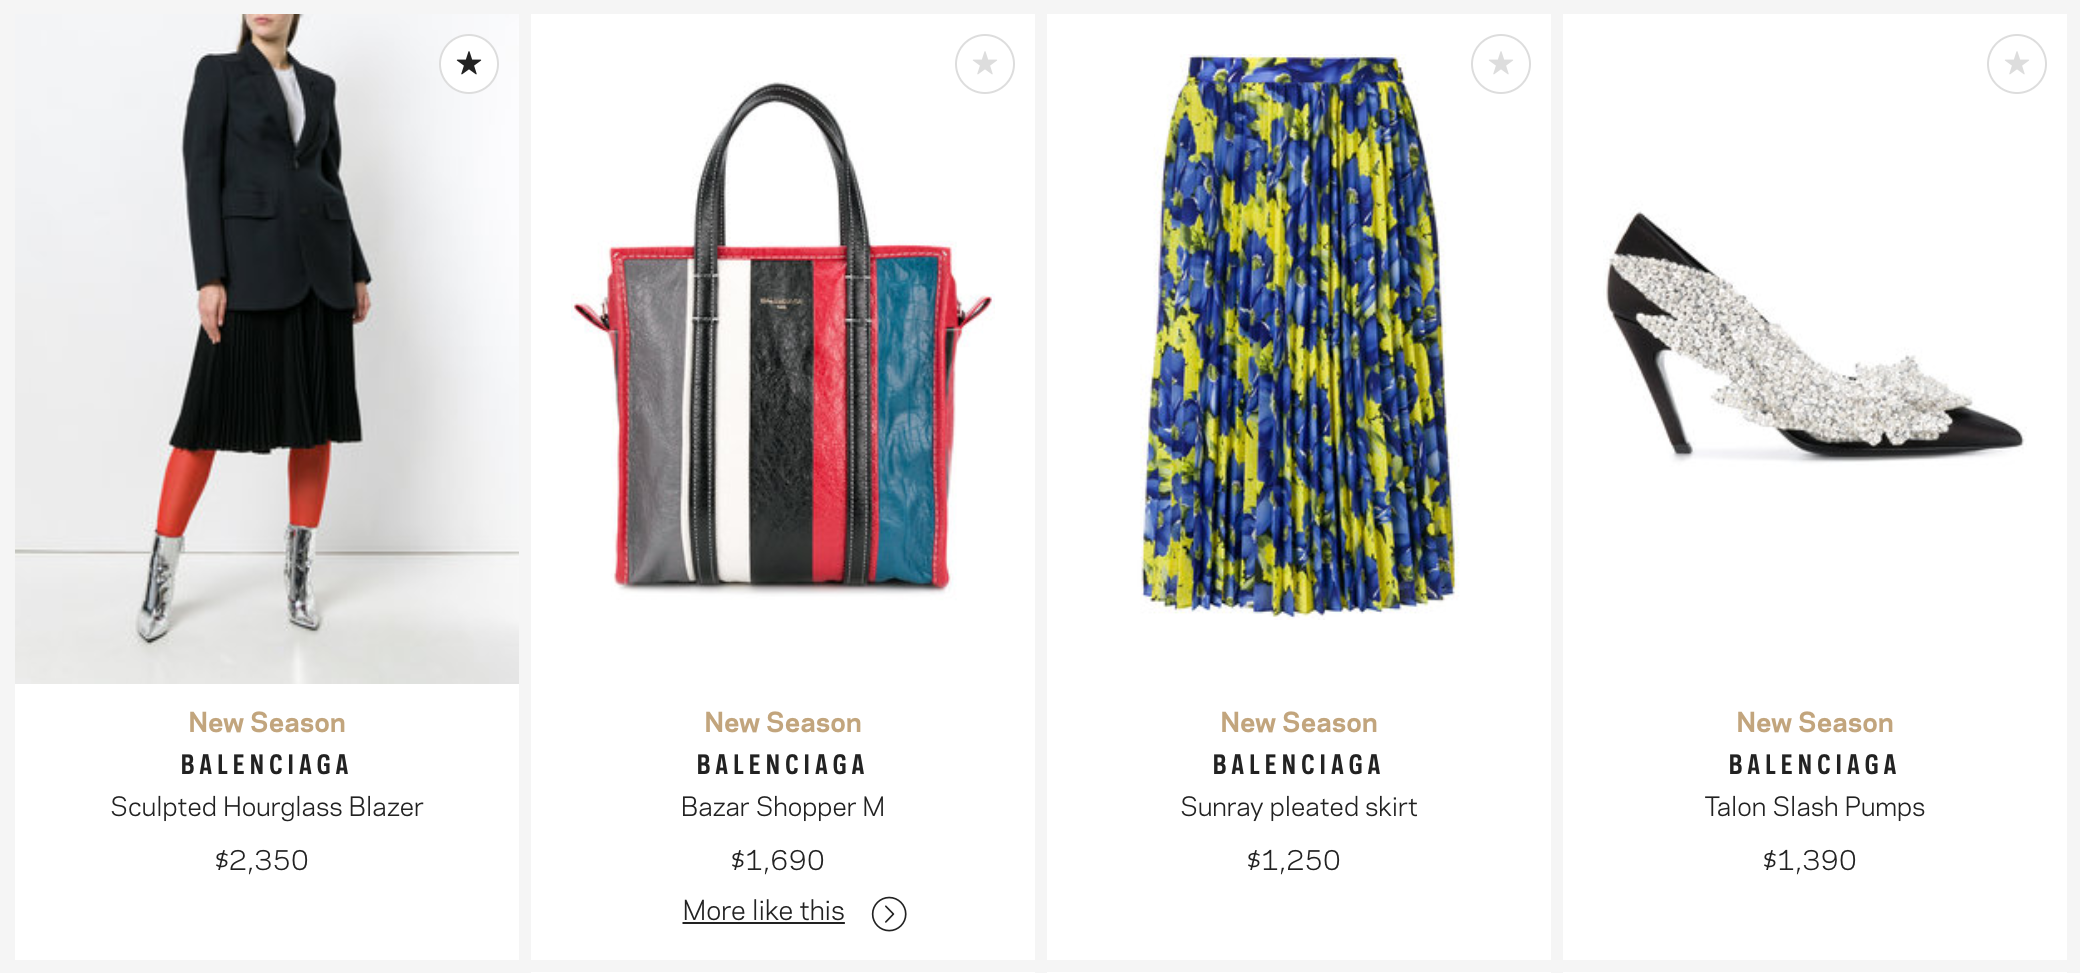 New Season
BALENCIAGA
Sculpted Hourglass Blazer
$2,350
New Season
BALENCIAGA
Bazar Shopper M
$1,690
More like this
New Season
BALENCIAGA
Sunray pleated skirt
$1,250
New Season
BALENCIAGA
Talon Slash Pumps
$1,390